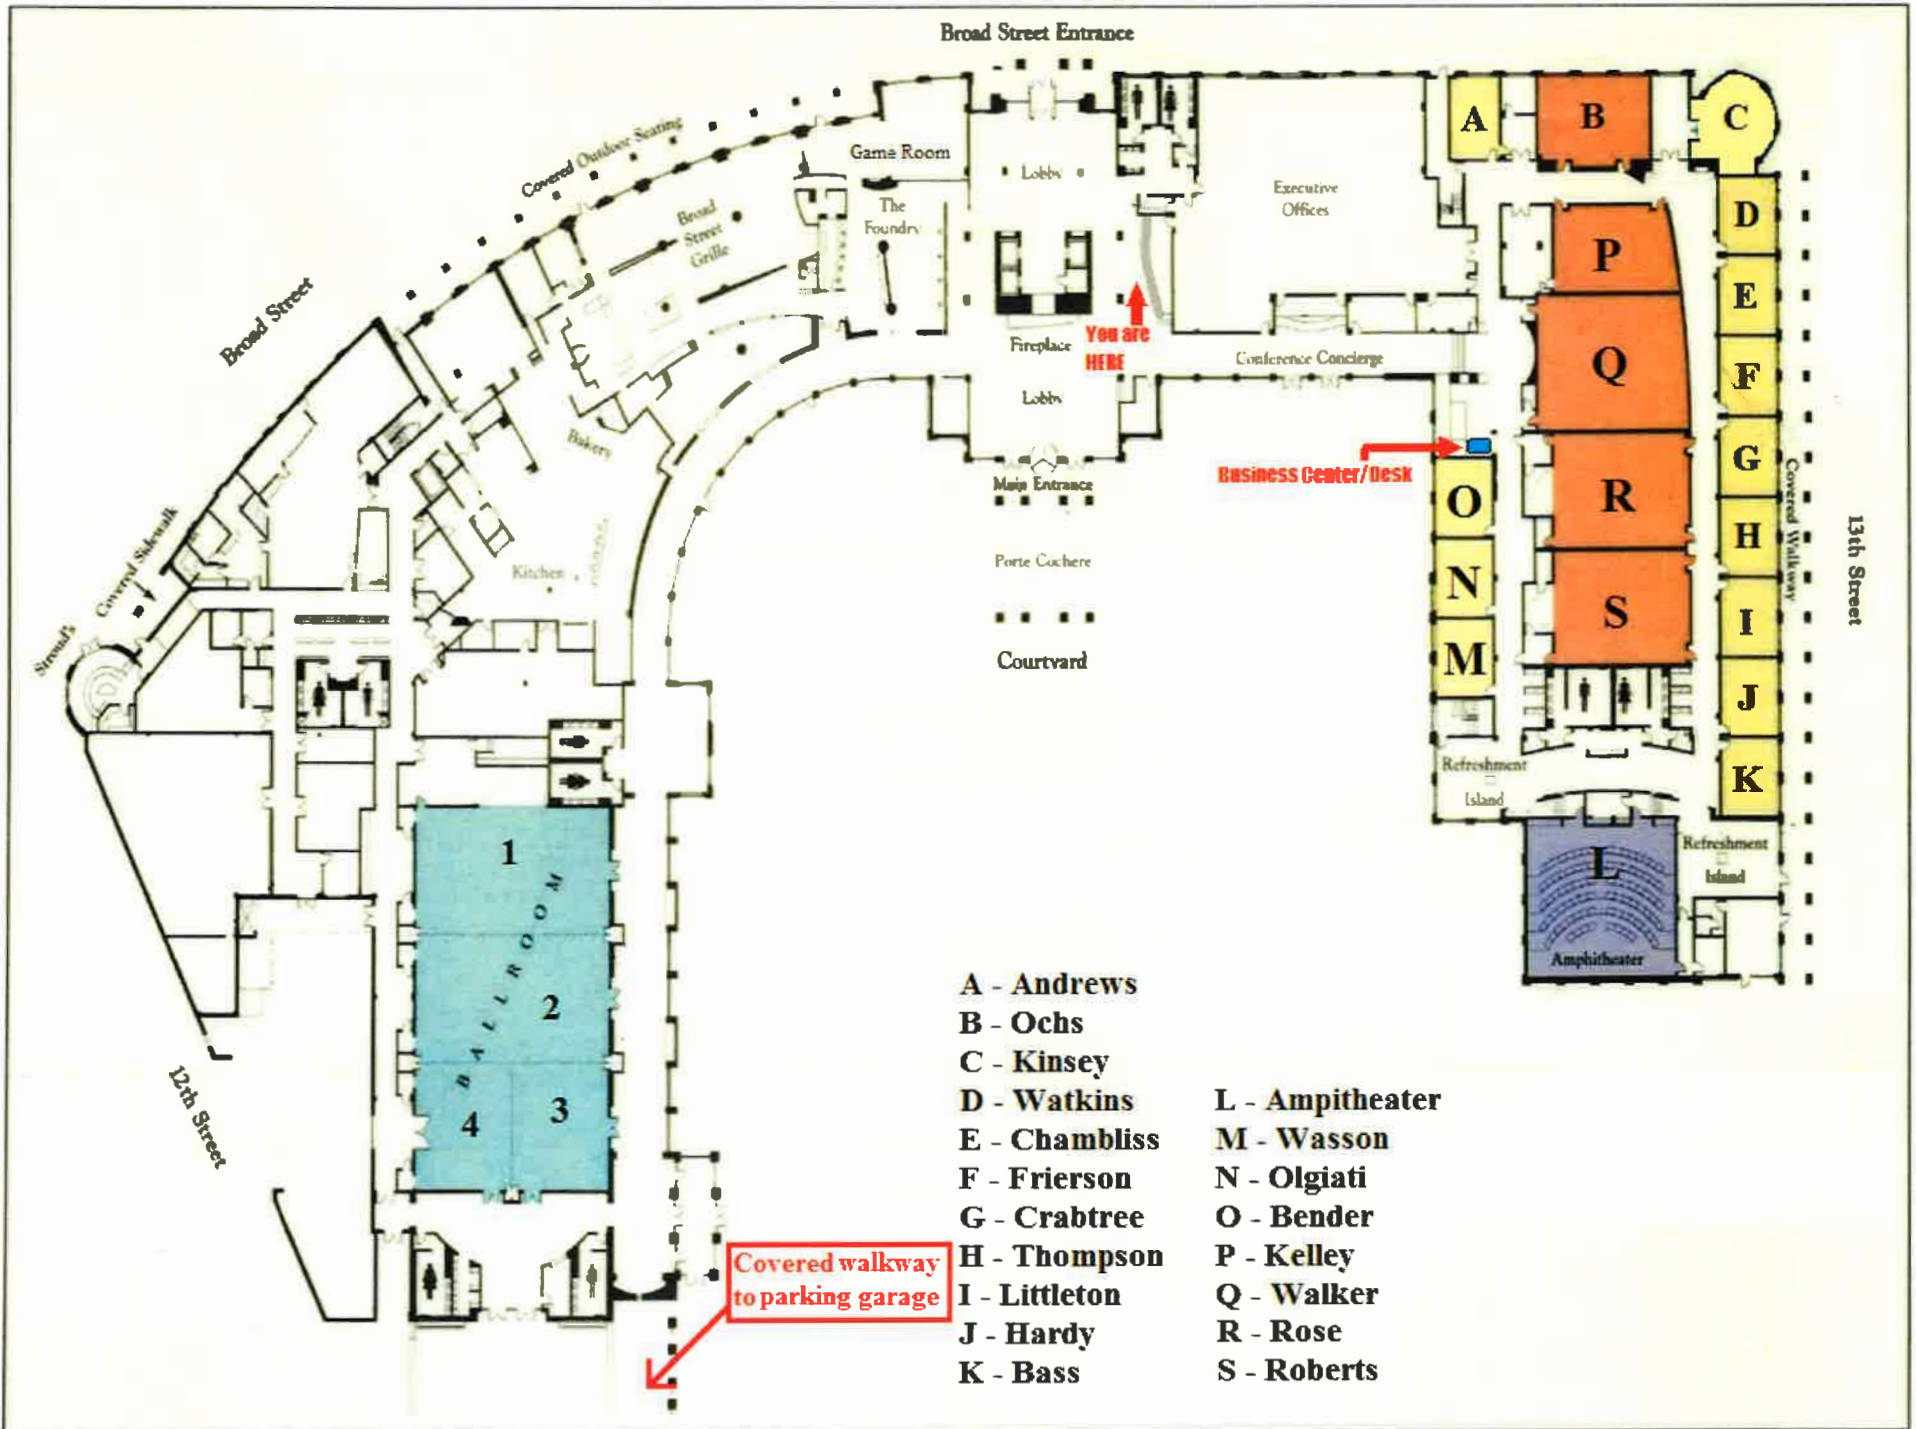 Broad Street Entrance
Covered Outdoor Seating
Game Room
Lobby
The
Foundry
Broad
Street
Grille
Executive
Offices
A
B
C
D
E
F
G
H
I
J
K
P
Q
R
S
O
N
M
L
Broad Street
You are
HERE
Fireplace
Lobby
Conference Concierge
Bakery
Main Entrance
Business Center/Desk
Covered Walkway
13th Street
Porte Cochere
Kitchen
Covered Sidewalk
Stroud's
Courtyard
Refreshment
Island
Refreshment
Island
Amphitheater
1
2
3
4
BALLROOM
12th Street
Covered walkway
to parking garage
A - Andrews
B - Ochs
C - Kinsey
D - Watkins
E - Chambliss
F - Frierson
G - Crabtree
H - Thompson
I - Littleton
J - Hardy
K - Bass
L - Ampitheater
M - Wasson
N - Olgiati
O - Bender
P - Kelley
Q - Walker
R - Rose
S - Roberts